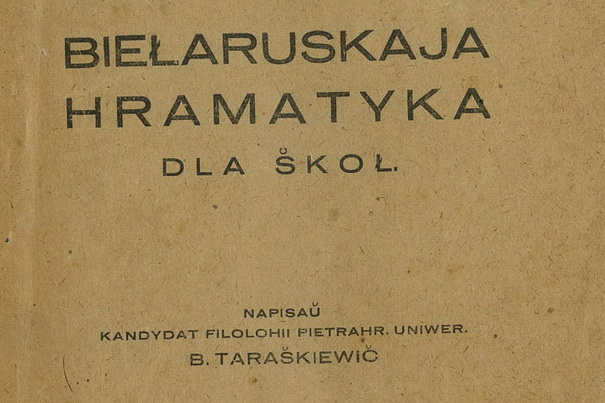 BIEŁARUSKAJA
HRAMATYKA
DLA ŠKOŁ.
NAPISAŬ
KANDYDAT FILOLOHII PIETRAHR. UNIWER.
B. TARAŠKIEWIČ